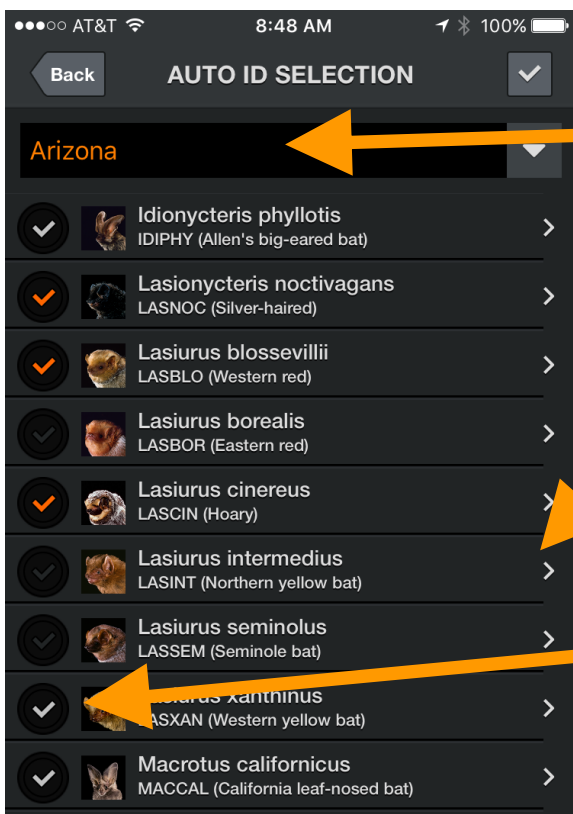 AT&T 8:48 AM 100%
Back AUTO ID SELECTION
Arizona
Idionycteris phyllotis
IDIPHY (Allen's big-eared bat)
Lasionycteris noctivagans
LASNOC (Silver-haired)
Lasiurus blossevillii
LASBLO (Western red)
Lasiurus borealis
LASBOR (Eastern red)
Lasiurus cinereus
LASCIN (Hoary)
Lasiurus intermedius
LASINT (Northern yellow bat)
Lasiurus seminolus
LASSEM (Seminole bat)
xanthinus
(Western yellow bat)
Macrotus californicus
MACCAL (California leaf-nosed bat)